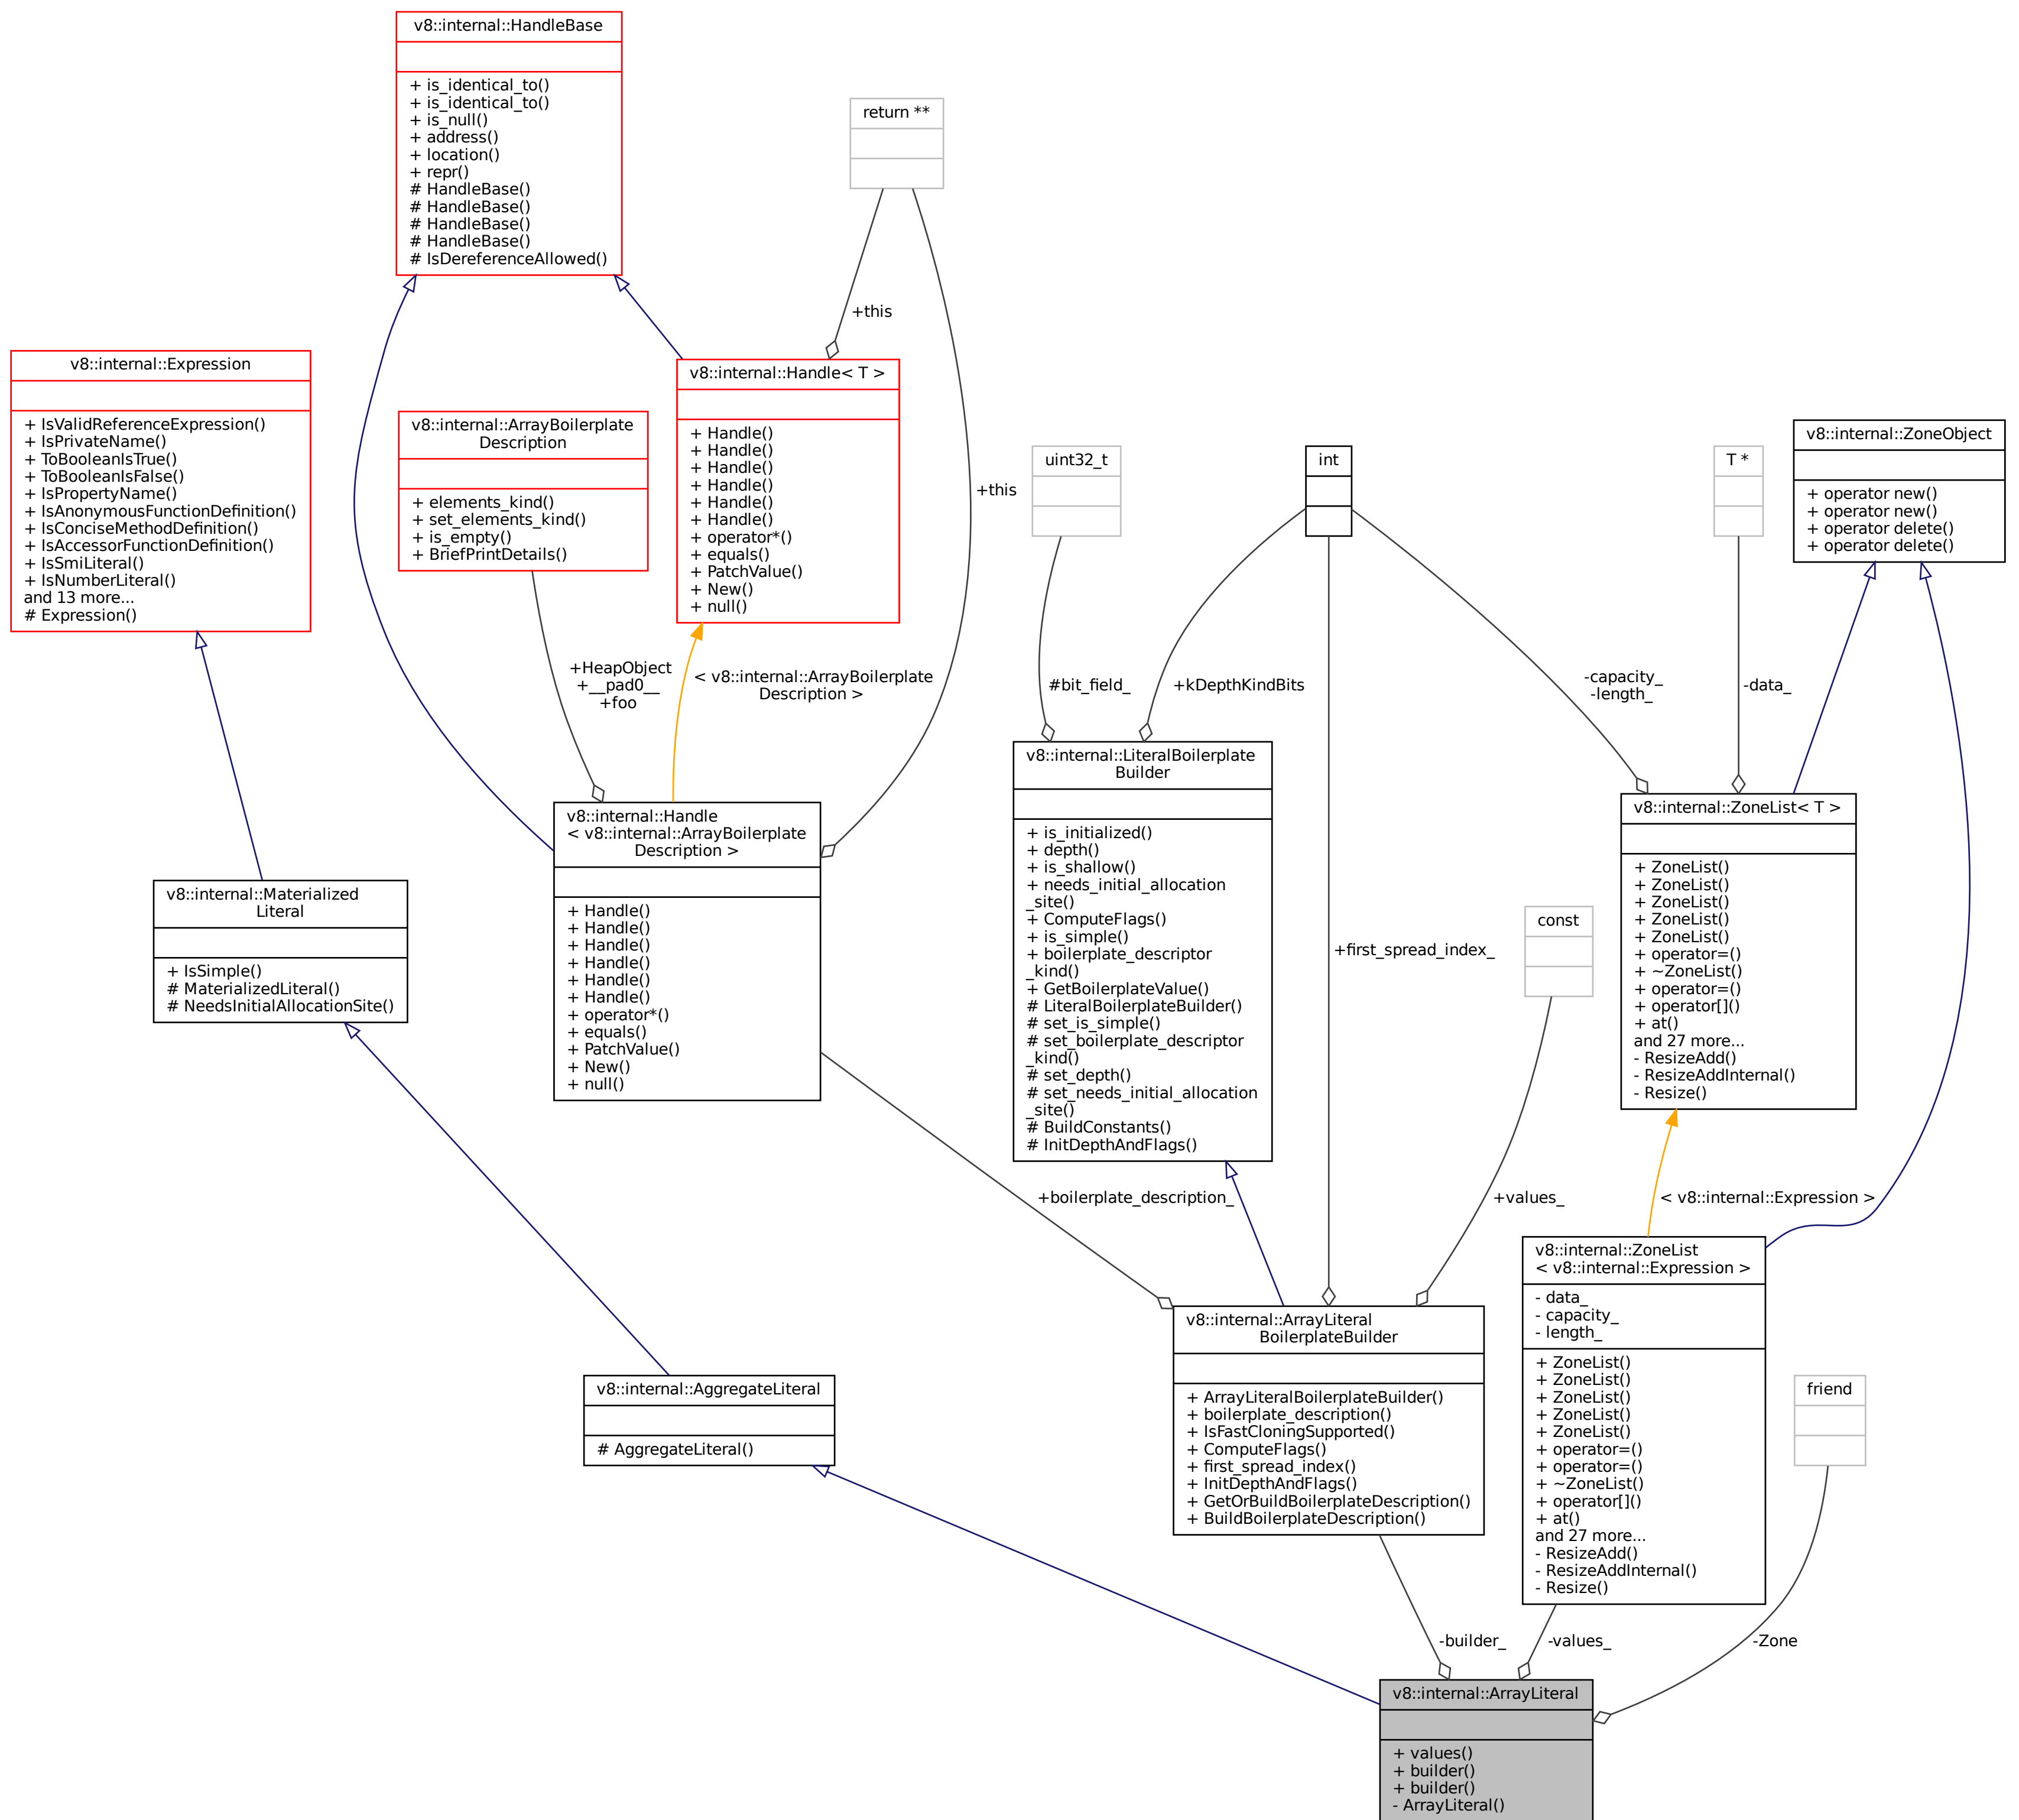 v8::internal::HandleBase
+ is_identical_to()
+ is_identical_to()
+ is_null()
+ address()
+ location()
+ repr()
# HandleBase()
# HandleBase()
# HandleBase()
# HandleBase()
# IsDereferenceAllowed()
return **
+this
+this
v8::internal::Expression
+ IsValidReferenceExpression()
+ IsPrivateName()
+ ToBooleanIsTrue()
+ ToBooleanIsFalse()
+ IsPropertyName()
+ IsAnonymousFunctionDefinition()
+ IsConciseMethodDefinition()
+ IsAccessorFunctionDefinition()
+ IsSmiLiteral()
+ IsNumberLiteral()
and 13 more...
# Expression()
v8::internal::ArrayBoilerplate
Description
+ elements_kind()
+ set_elements_kind()
+ is_empty()
+ BriefPrintDetails()
v8::internal::Handle< T >
+ Handle()
+ Handle()
+ Handle()
+ Handle()
+ Handle()
+ Handle()
+ operator*()
+ equals()
+ PatchValue()
+ New()
+ null()
uint32_t
int
T *
v8::internal::ZoneObject
+ operator new()
+ operator new()
+ operator delete()
+ operator delete()
+HeapObject
+__pad0__
+foo
< v8::internal::ArrayBoilerplate
Description >
#bit_field_
+kDepthKindBits
-capacity_
-length_
-data_
v8::internal::Materialized
Literal
+ IsSimple()
# MaterializedLiteral()
# NeedsInitialAllocationSite()
v8::internal::Handle
< v8::internal::ArrayBoilerplate
Description >
+ Handle()
+ Handle()
+ Handle()
+ Handle()
+ Handle()
+ Handle()
+ operator*()
+ equals()
+ PatchValue()
+ New()
+ null()
v8::internal::LiteralBoilerplate
Builder
+ is_initialized()
+ depth()
+ is_shallow()
+ needs_initial_allocation
_site()
+ ComputeFlags()
+ is_simple()
+ boilerplate_descriptor
_kind()
+ GetBoilerplateValue()
# LiteralBoilerplateBuilder()
# set_is_simple()
# set_boilerplate_descriptor
_kind()
# set_depth()
# set_needs_initial_allocation
_site()
# BuildConstants()
# InitDepthAndFlags()
+first_spread_index_
const
v8::internal::ZoneList< T >
+ ZoneList()
+ ZoneList()
+ ZoneList()
+ ZoneList()
+ ZoneList()
+ operator=()
+ ~ZoneList()
+ operator=()
+ operator[]()
+ at()
and 27 more...
- ResizeAdd()
- ResizeAddInternal()
- Resize()
+boilerplate_description_
+values_
< v8::internal::Expression >
v8::internal::AggregateLiteral
# AggregateLiteral()
v8::internal::ArrayLiteral
BoilerplateBuilder
+ ArrayLiteralBoilerplateBuilder()
+ boilerplate_description()
+ IsFastCloningSupported()
+ ComputeFlags()
+ first_spread_index()
+ InitDepthAndFlags()
+ GetOrBuildBoilerplateDescription()
+ BuildBoilerplateDescription()
v8::internal::ZoneList
< v8::internal::Expression >
- data_
- capacity_
- length_
+ ZoneList()
+ ZoneList()
+ ZoneList()
+ ZoneList()
+ ZoneList()
+ operator=()
+ operator=()
+ ~ZoneList()
+ operator[]()
+ at()
and 27 more...
- ResizeAdd()
- ResizeAddInternal()
- Resize()
friend
-builder_
-values_
-Zone
v8::internal::ArrayLiteral
+ values()
+ builder()
+ builder()
- ArrayLiteral()